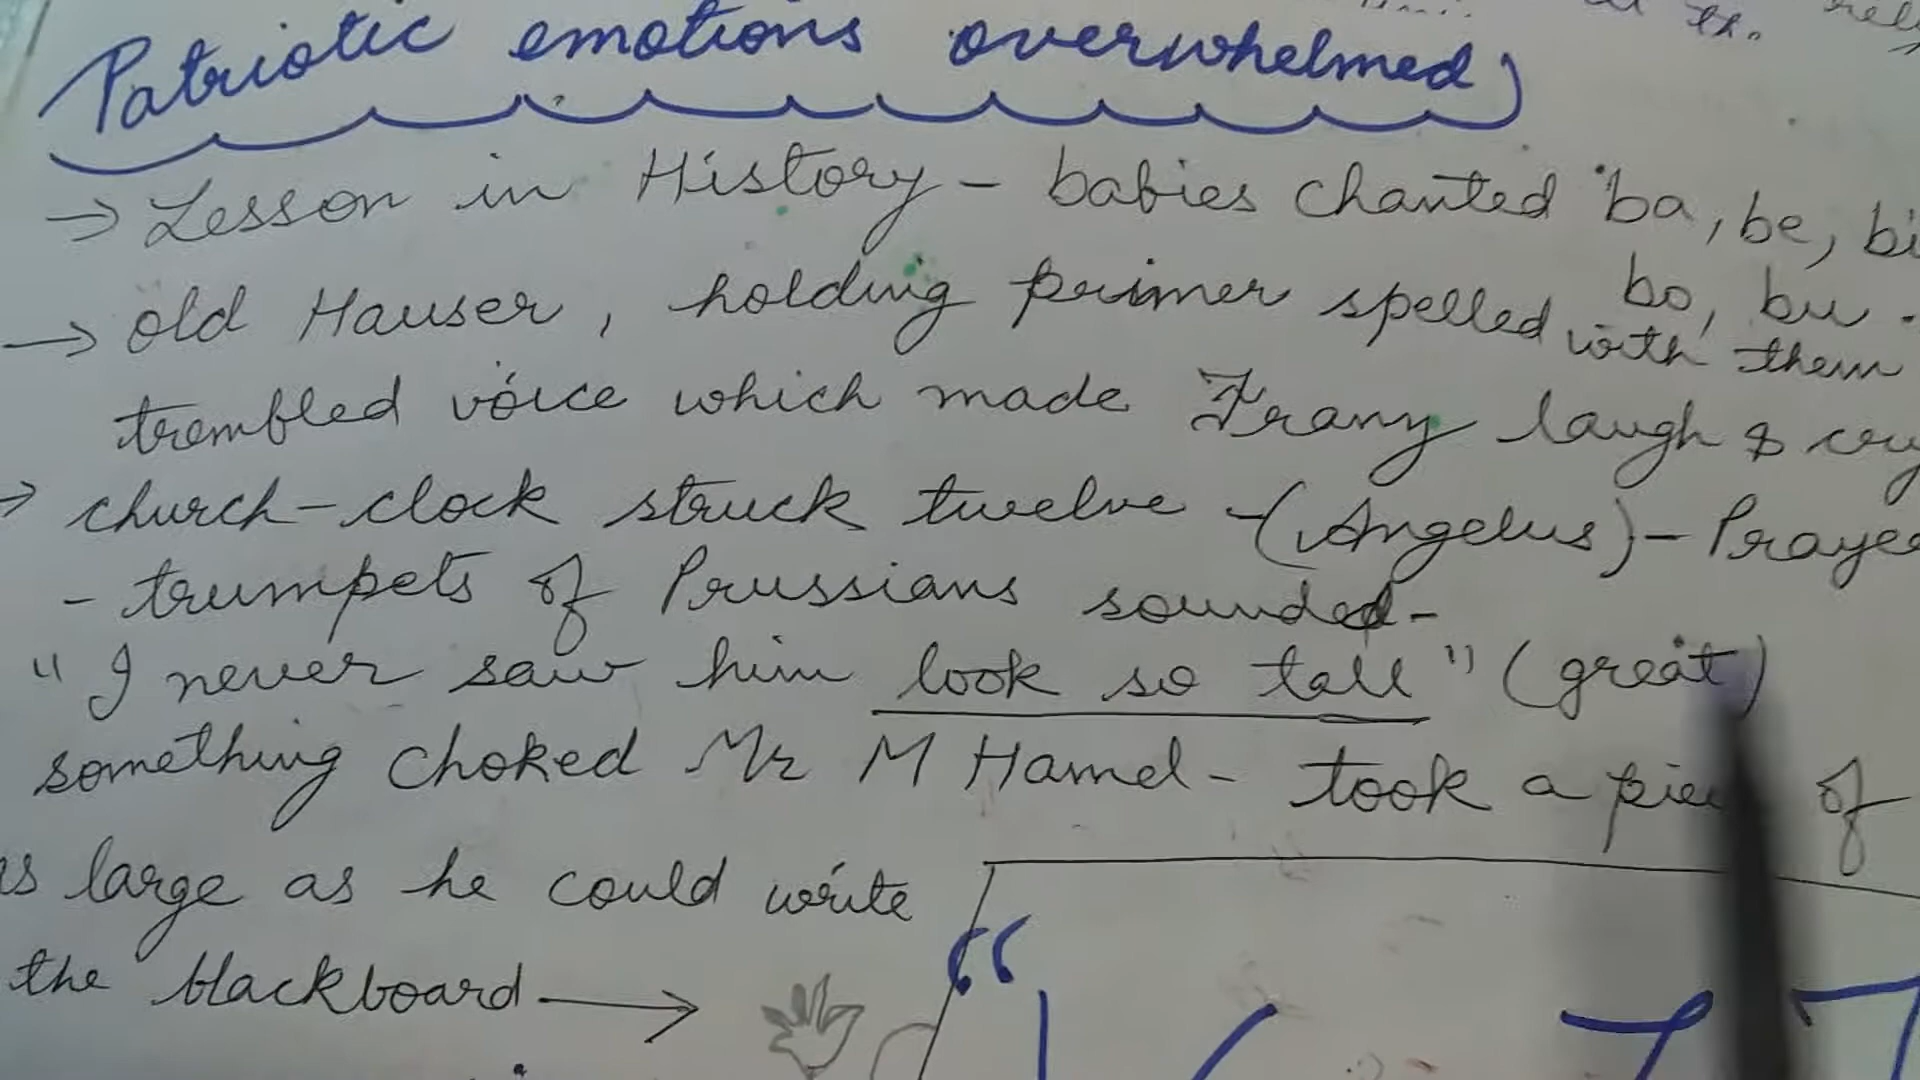 Patriotic emotions overwhelmed
→ Lesson in History - babies chanted 'ba, be, bi
bo, bu.
→ old Hauser, holding primer spelled with them
trembled voice which made Franz laugh & cry
→ church-clock struck twelve -(Angelus)- Prayer
- trumpets of Prussians sounded-
"I never saw him look so tall" (great)
something choked Mr M Hamel - took a of
as large as he could write
the blackboard →
"